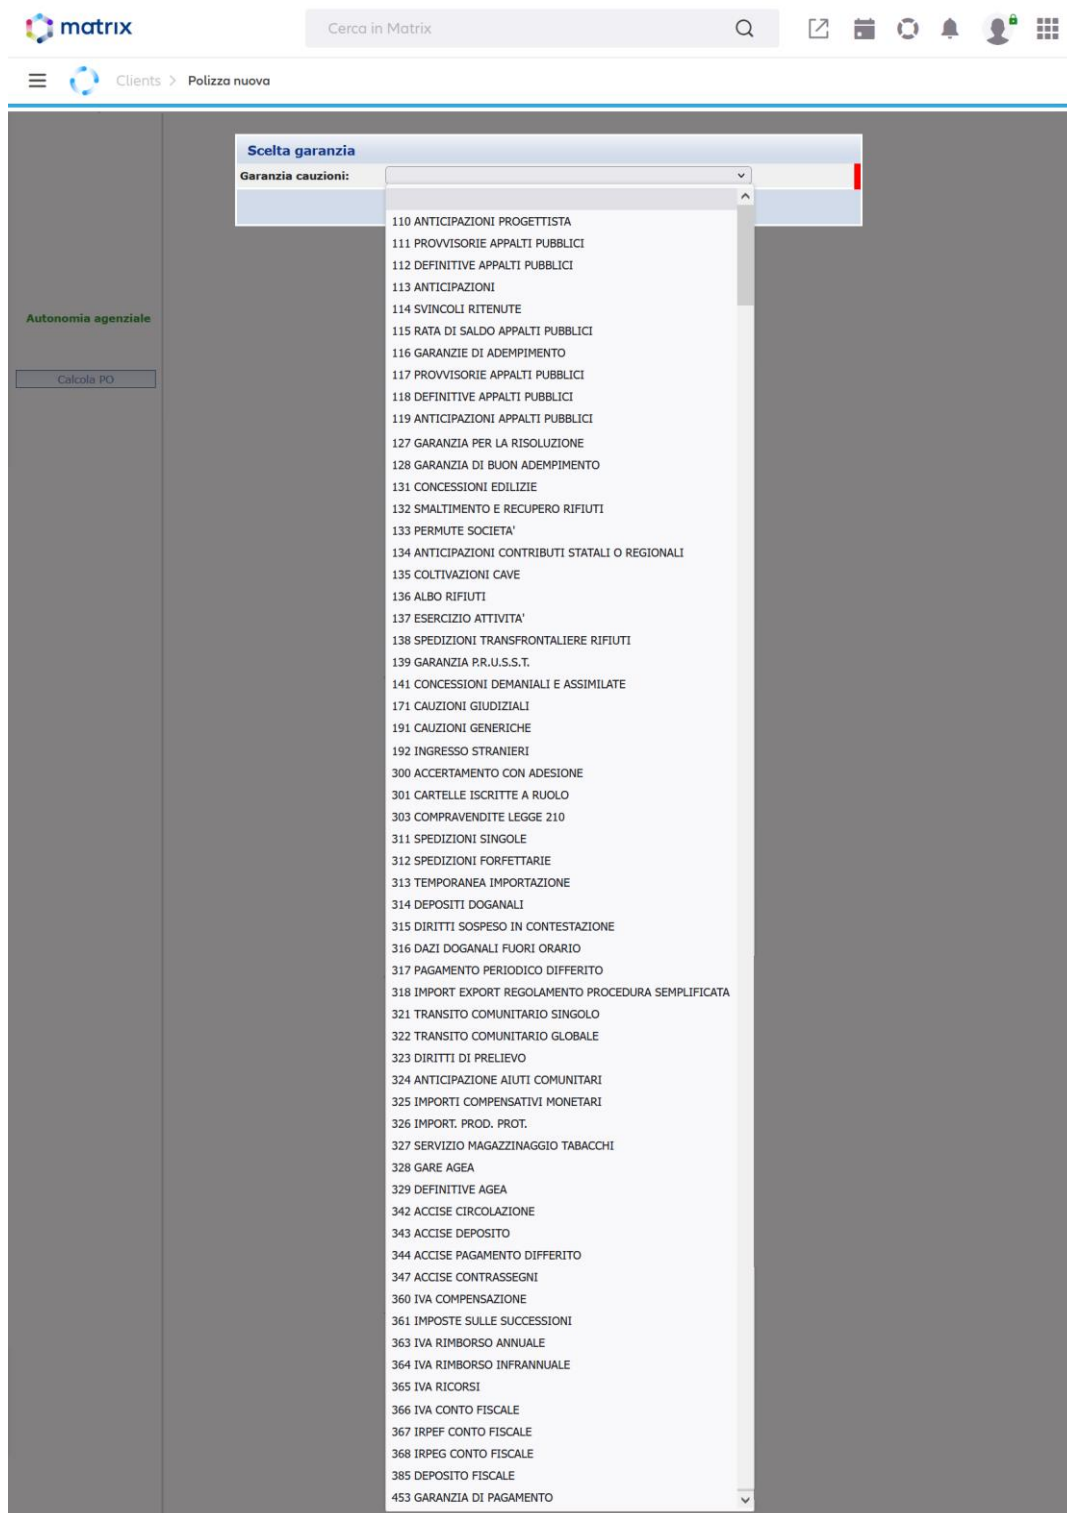 matrıx
Cerca in Matrix
Clients > Polizza nuova
Scelta garanzia
Garanzia cauzioni:
110 ANTICIPAZIONI PROGETTISTA
111 PROVVISORIE APPALTI PUBBLICI
112 DEFINITIVE APPALTI PUBBLICI
113 ANTICIPAZIONI
114 SVINCOLI RITENUTE
Autonomia agenziale
115 RATA DI SALDO APPALTI PUBBLICI
116 GARANZIE DI ADEMPIMENTO
117 PROVVISORIE APPALTI PUBBLICI
Calcola PO
118 DEFINITIVE APPALTI PUBBLICI
119 ANTICIPAZIONI APPALTI PUBBLICI
127 GARANZIA PER LA RISOLUZIONE
128 GARANZIA DI BUON ADEMPIMENTO
131 CONCESSIONI EDILIZIE
132 SMALTIMENTO E RECUPERO RIFIUTI
133 PERMUTE SOCIETA'
134 ANTICIPAZIONI CONTRIBUTI STATALI O REGIONALI
135 COLTIVAZIONI CAVE
136 ALBO RIFIUTI
137 ESERCIZIO ATTIVITA'
138 SPEDIZIONI TRANSFRONTALIERE RIFIUTI
139 GARANZIA P.R.U.S.S.T.
141 CONCESSIONI DEMANIALI E ASSIMILATE
171 CAUZIONI GIUDIZIALI
191 CAUZIONI GENERICHE
192 INGRESSO STRANIERI
300 ACCERTAMENTO CON ADESIONE
301 CARTELLE ISCRITTE A RUOLO
303 COMPRAVENDITE LEGGE 210
311 SPEDIZIONI SINGOLE
312 SPEDIZIONI FORFETTARIE
313 TEMPORANEA IMPORTAZIONE
314 DEPOSITI DOGANALI
315 DIRITTI SOSPESO IN CONTESTAZIONE
316 DAZI DOGANALI FUORI ORARIO
317 PAGAMENTO PERIODICO DIFFERITO
318 IMPORT EXPORT REGOLAMENTO PROCEDURA SEMPLIFICATA
321 TRANSITO COMUNITARIO SINGOLO
322 TRANSITO COMUNITARIO GLOBALE
323 DIRITTI DI PRELIEVO
324 ANTICIPAZIONE AIUTI COMUNITARI
325 IMPORTI COMPENSATIVI MONETARI
326 IMPORT. PROD. PROT.
327 SERVIZIO MAGAZZINAGGIO TABACCHI
328 GARE AGEA
329 DEFINITIVE AGEA
342 ACCISE CIRCOLAZIONE
343 ACCISE DEPOSITO
344 ACCISE PAGAMENTO DIFFERITO
347 ACCISE CONTRASSEGNI
360 IVA COMPENSAZIONE
361 IMPOSTE SULLE SUCCESSIONI
363 IVA RIMBORSO ANNUALE
364 IVA RIMBORSO INFRANNUALE
365 IVA RICORSI
366 IVA CONTO FISCALE
367 IRPEF CONTO FISCALE
368 IRPEG CONTO FISCALE
385 DEPOSITO FISCALE
453 GARANZIA DI PAGAMENTO